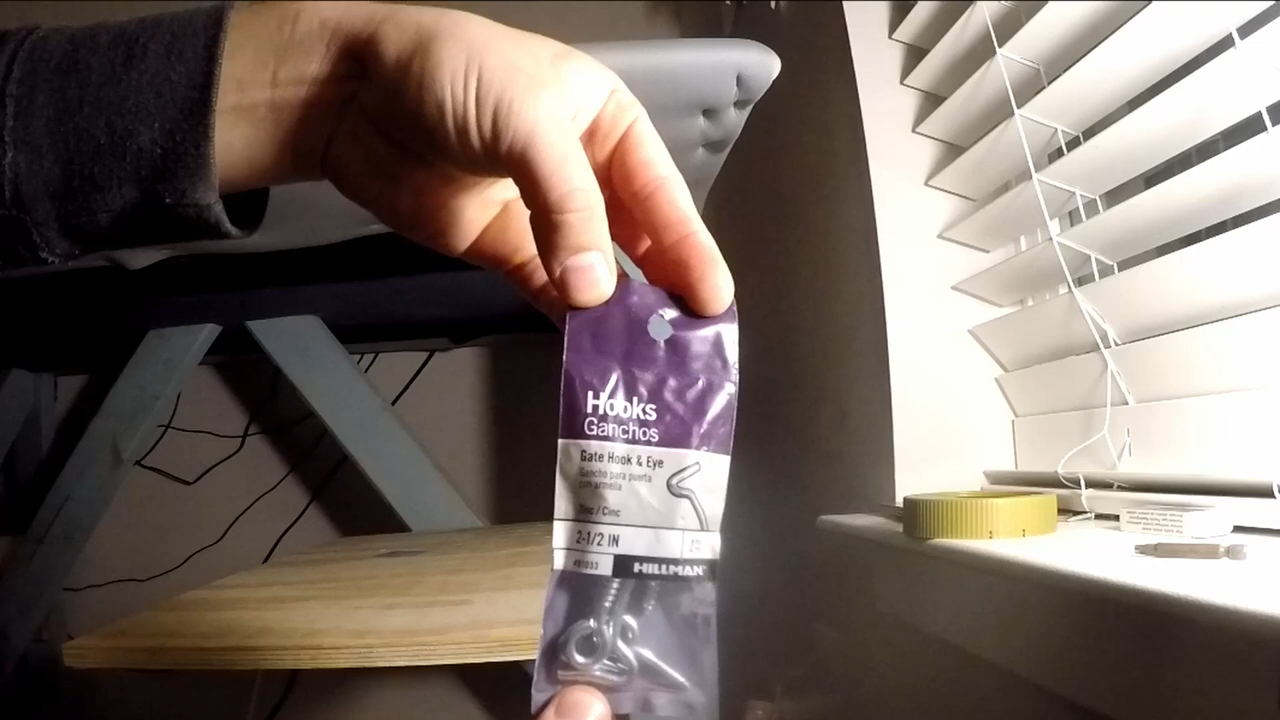 Hooks
Ganchos
Gate Hook & Eye
Gancho para puerta
con armella
Zinc / Cinc
2-1/2 IN
HILLMAN